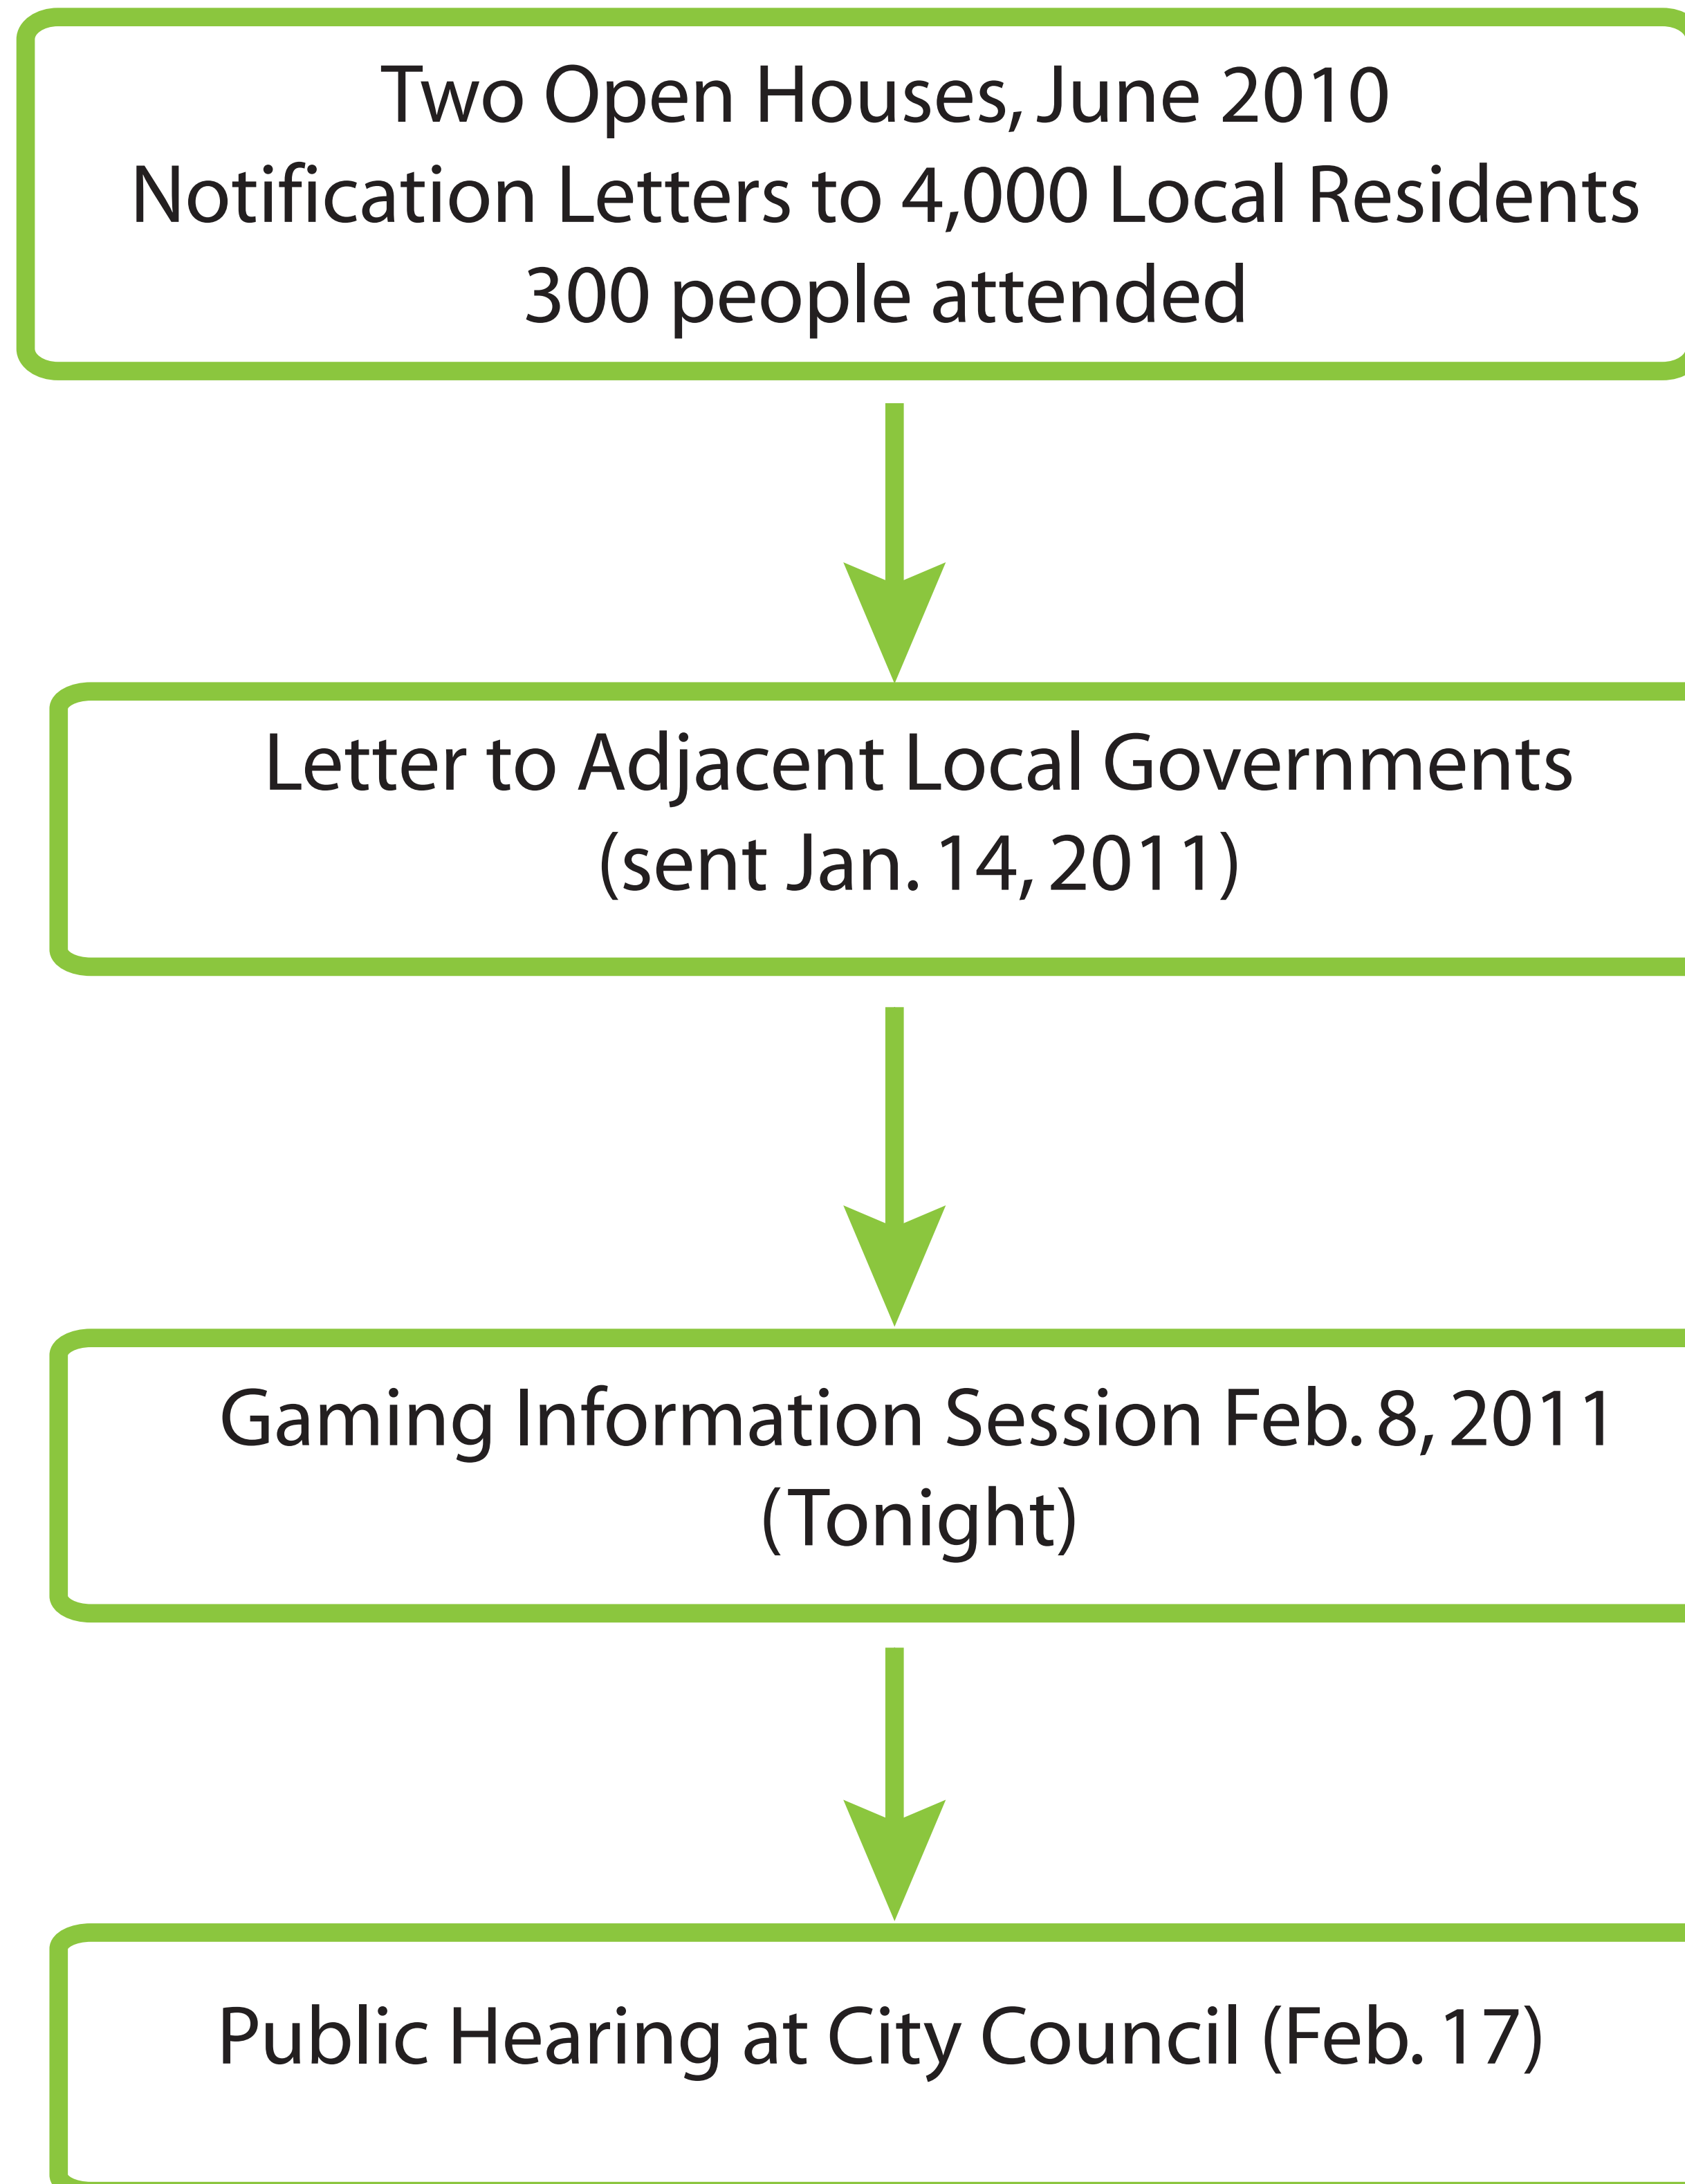 Two Open Houses, June 2010
Notification Letters to 4,000 Local Residents
300 people attended
Letter to Adjacent Local Governments
(sent Jan. 14, 2011)
Gaming Information Session Feb. 8, 2011
(Tonight)
Public Hearing at City Council (Feb. 17)